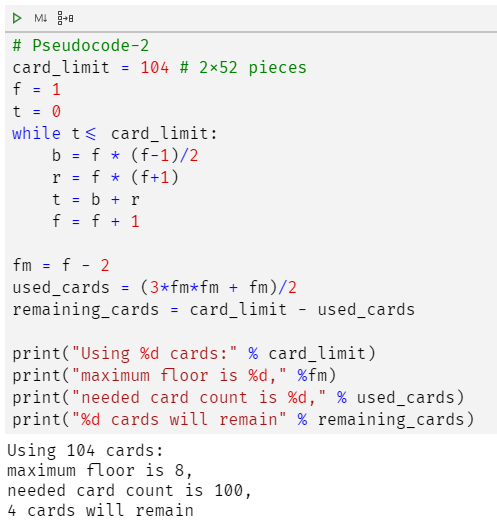 M↓
# Pseudocode-2
card_limit = 104 # 2×52 pieces
f = 1
t = 0
while t<= card_limit:
    b = f * (f-1)/2
    r = f * (f+1)
    t = b + r
    f = f + 1

fm = f - 2
used_cards = (3*fm*fm + fm)/2
remaining_cards = card_limit - used_cards

print("Using %d cards:" % card_limit)
print("maximum floor is %d," %fm)
print("needed card count is %d," % used_cards)
print("%d cards will remain" % remaining_cards)
Using 104 cards:
maximum floor is 8,
needed card count is 100,
4 cards will remain